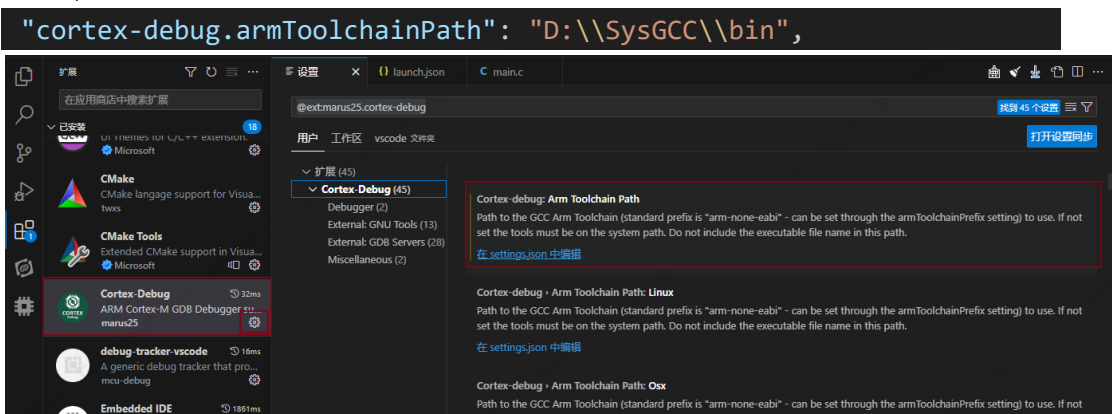 "cortex-debug.armToolchainPath": "D:\\SysGCC\\bin",
扩展
设置
launch.json
main.c
在应用商店中搜索扩展
@ext:marus25.cortex-debug
找到 45 个设置
已安装
18
用户
工作区
vscode 文件夹
打开设置同步
UI Themes for C/C++ extension.
Microsoft
CMake
CMake langage support for Visua...
twxs
CMake Tools
Extended CMake support in Visua...
Microsoft
Cortex-Debug
32ms
ARM Cortex-M GDB Debugger su...
marus25
debug-tracker-vscode
16ms
A generic debug tracker that pro...
mcu-debug
Embedded IDE
1861ms
扩展 (45)
Cortex-Debug (45)
Debugger (2)
External: GNU Tools (13)
External: GDB Servers (28)
Miscellaneous (2)
Cortex-debug: Arm Toolchain Path
Path to the GCC Arm Toolchain (standard prefix is "arm-none-eabi" - can be set through the armToolchainPrefix setting) to use. If not
set the tools must be on the system path. Do not include the executable file name in this path.
在 settings.json 中编辑
Cortex-debug › Arm Toolchain Path: Linux
Path to the GCC Arm Toolchain (standard prefix is "arm-none-eabi" - can be set through the armToolchainPrefix setting) to use. If not
set the tools must be on the system path. Do not include the executable file name in this path.
在 settings.json 中编辑
Cortex-debug › Arm Toolchain Path: Osx
Path to the GCC Arm Toolchain (standard prefix is "arm-none-eabi" - can be set through the armToolchainPrefix setting) to use. If not